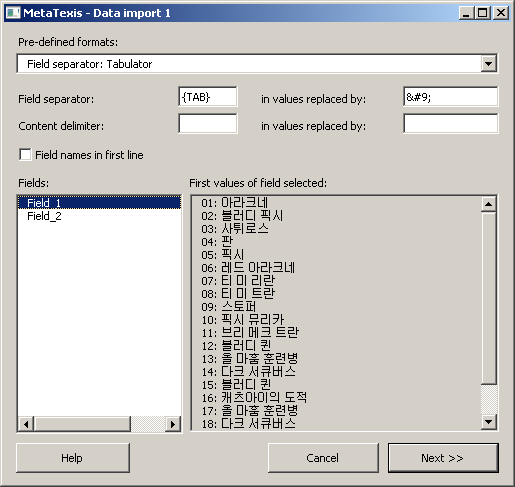 MetaTexis - Data import 1
Pre-defined formats:
Field separator: Tabulator
Field separator: {TAB} in values replaced by: &#9;
Content delimiter: in values replaced by:
Field names in first line
Fields: First values of field selected:
Field_1
Field_2
01: 아라크네
02: 블러디 픽시
03: 사튀로스
04: 판
05: 픽시
06: 레드 아라크네
07: 티 미 리란
08: 티 미 트란
09: 스토퍼
10: 픽시 뮤리카
11: 브리 메크 트란
12: 블러디 퀸
13: 올 마훔 훈련병
14: 다크 서큐버스
15: 블러디 퀸
16: 캐츠아이의 도적
17: 올 마훔 훈련병
18: 다크 서큐버스
Help Cancel Next >>